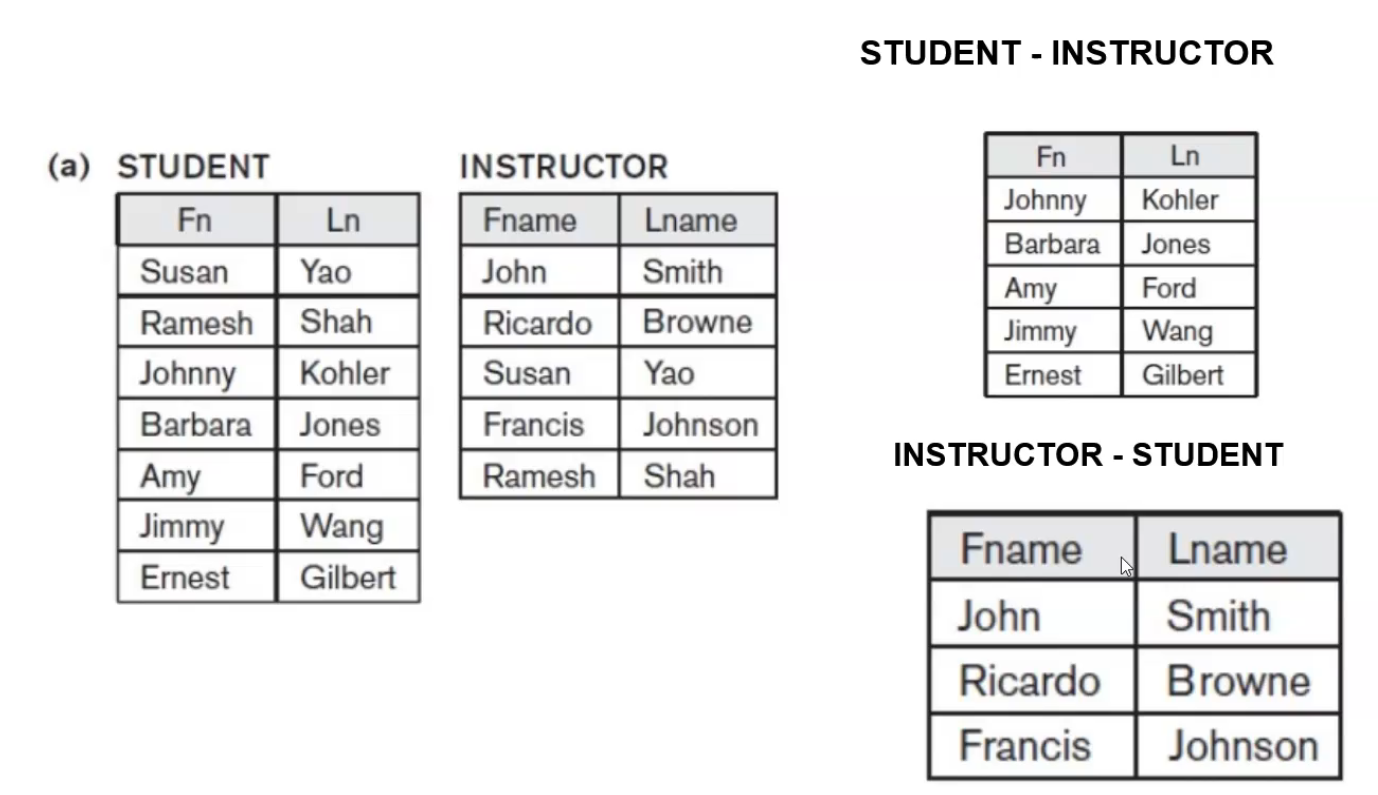 STUDENT - INSTRUCTOR
(a) STUDENT
Fn Ln
Susan Yao
Ramesh Shah
Johnny Kohler
Barbara Jones
Amy Ford
Jimmy Wang
Ernest Gilbert
INSTRUCTOR
Fname Lname
John Smith
Ricardo Browne
Susan Yao
Francis Johnson
Ramesh Shah
Fn Ln
Johnny Kohler
Barbara Jones
Amy Ford
Jimmy Wang
Ernest Gilbert
INSTRUCTOR - STUDENT
Fname Lname
John Smith
Ricardo Browne
Francis Johnson